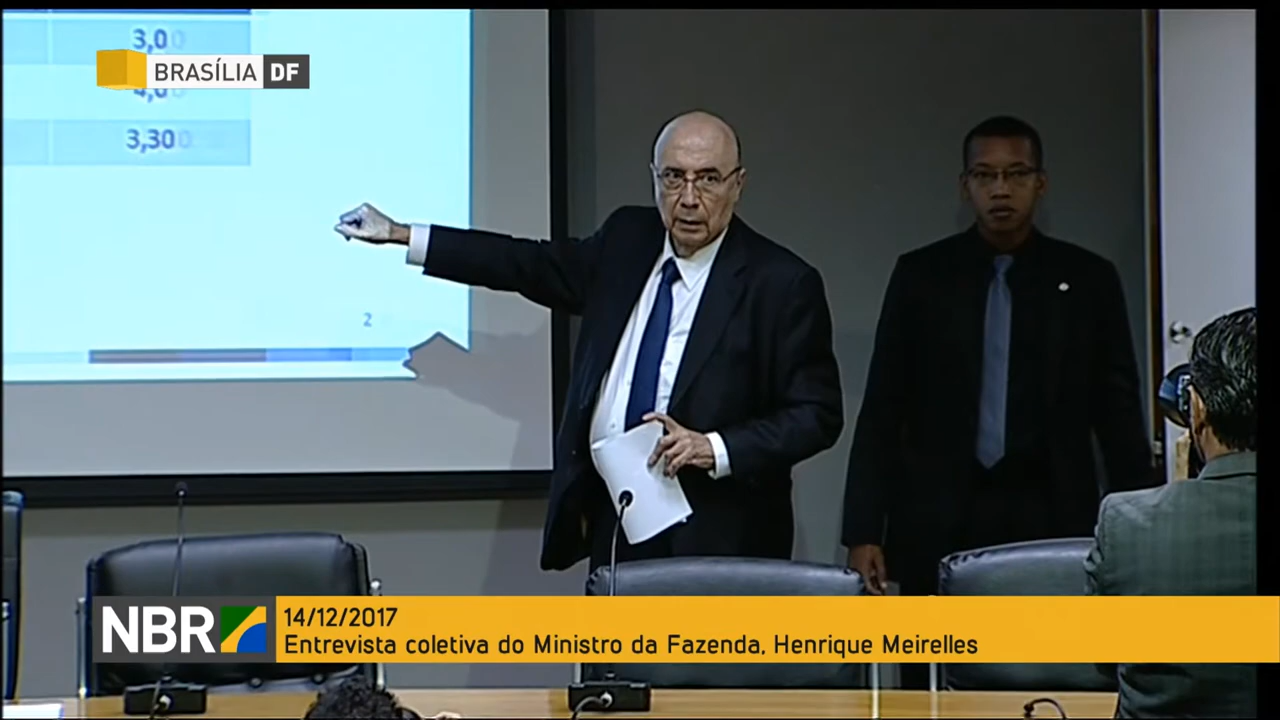 3,0
BRASÍLIA DF
3,30
2
NBR
14/12/2017
Entrevista coletiva do Ministro da Fazenda, Henrique Meirelles